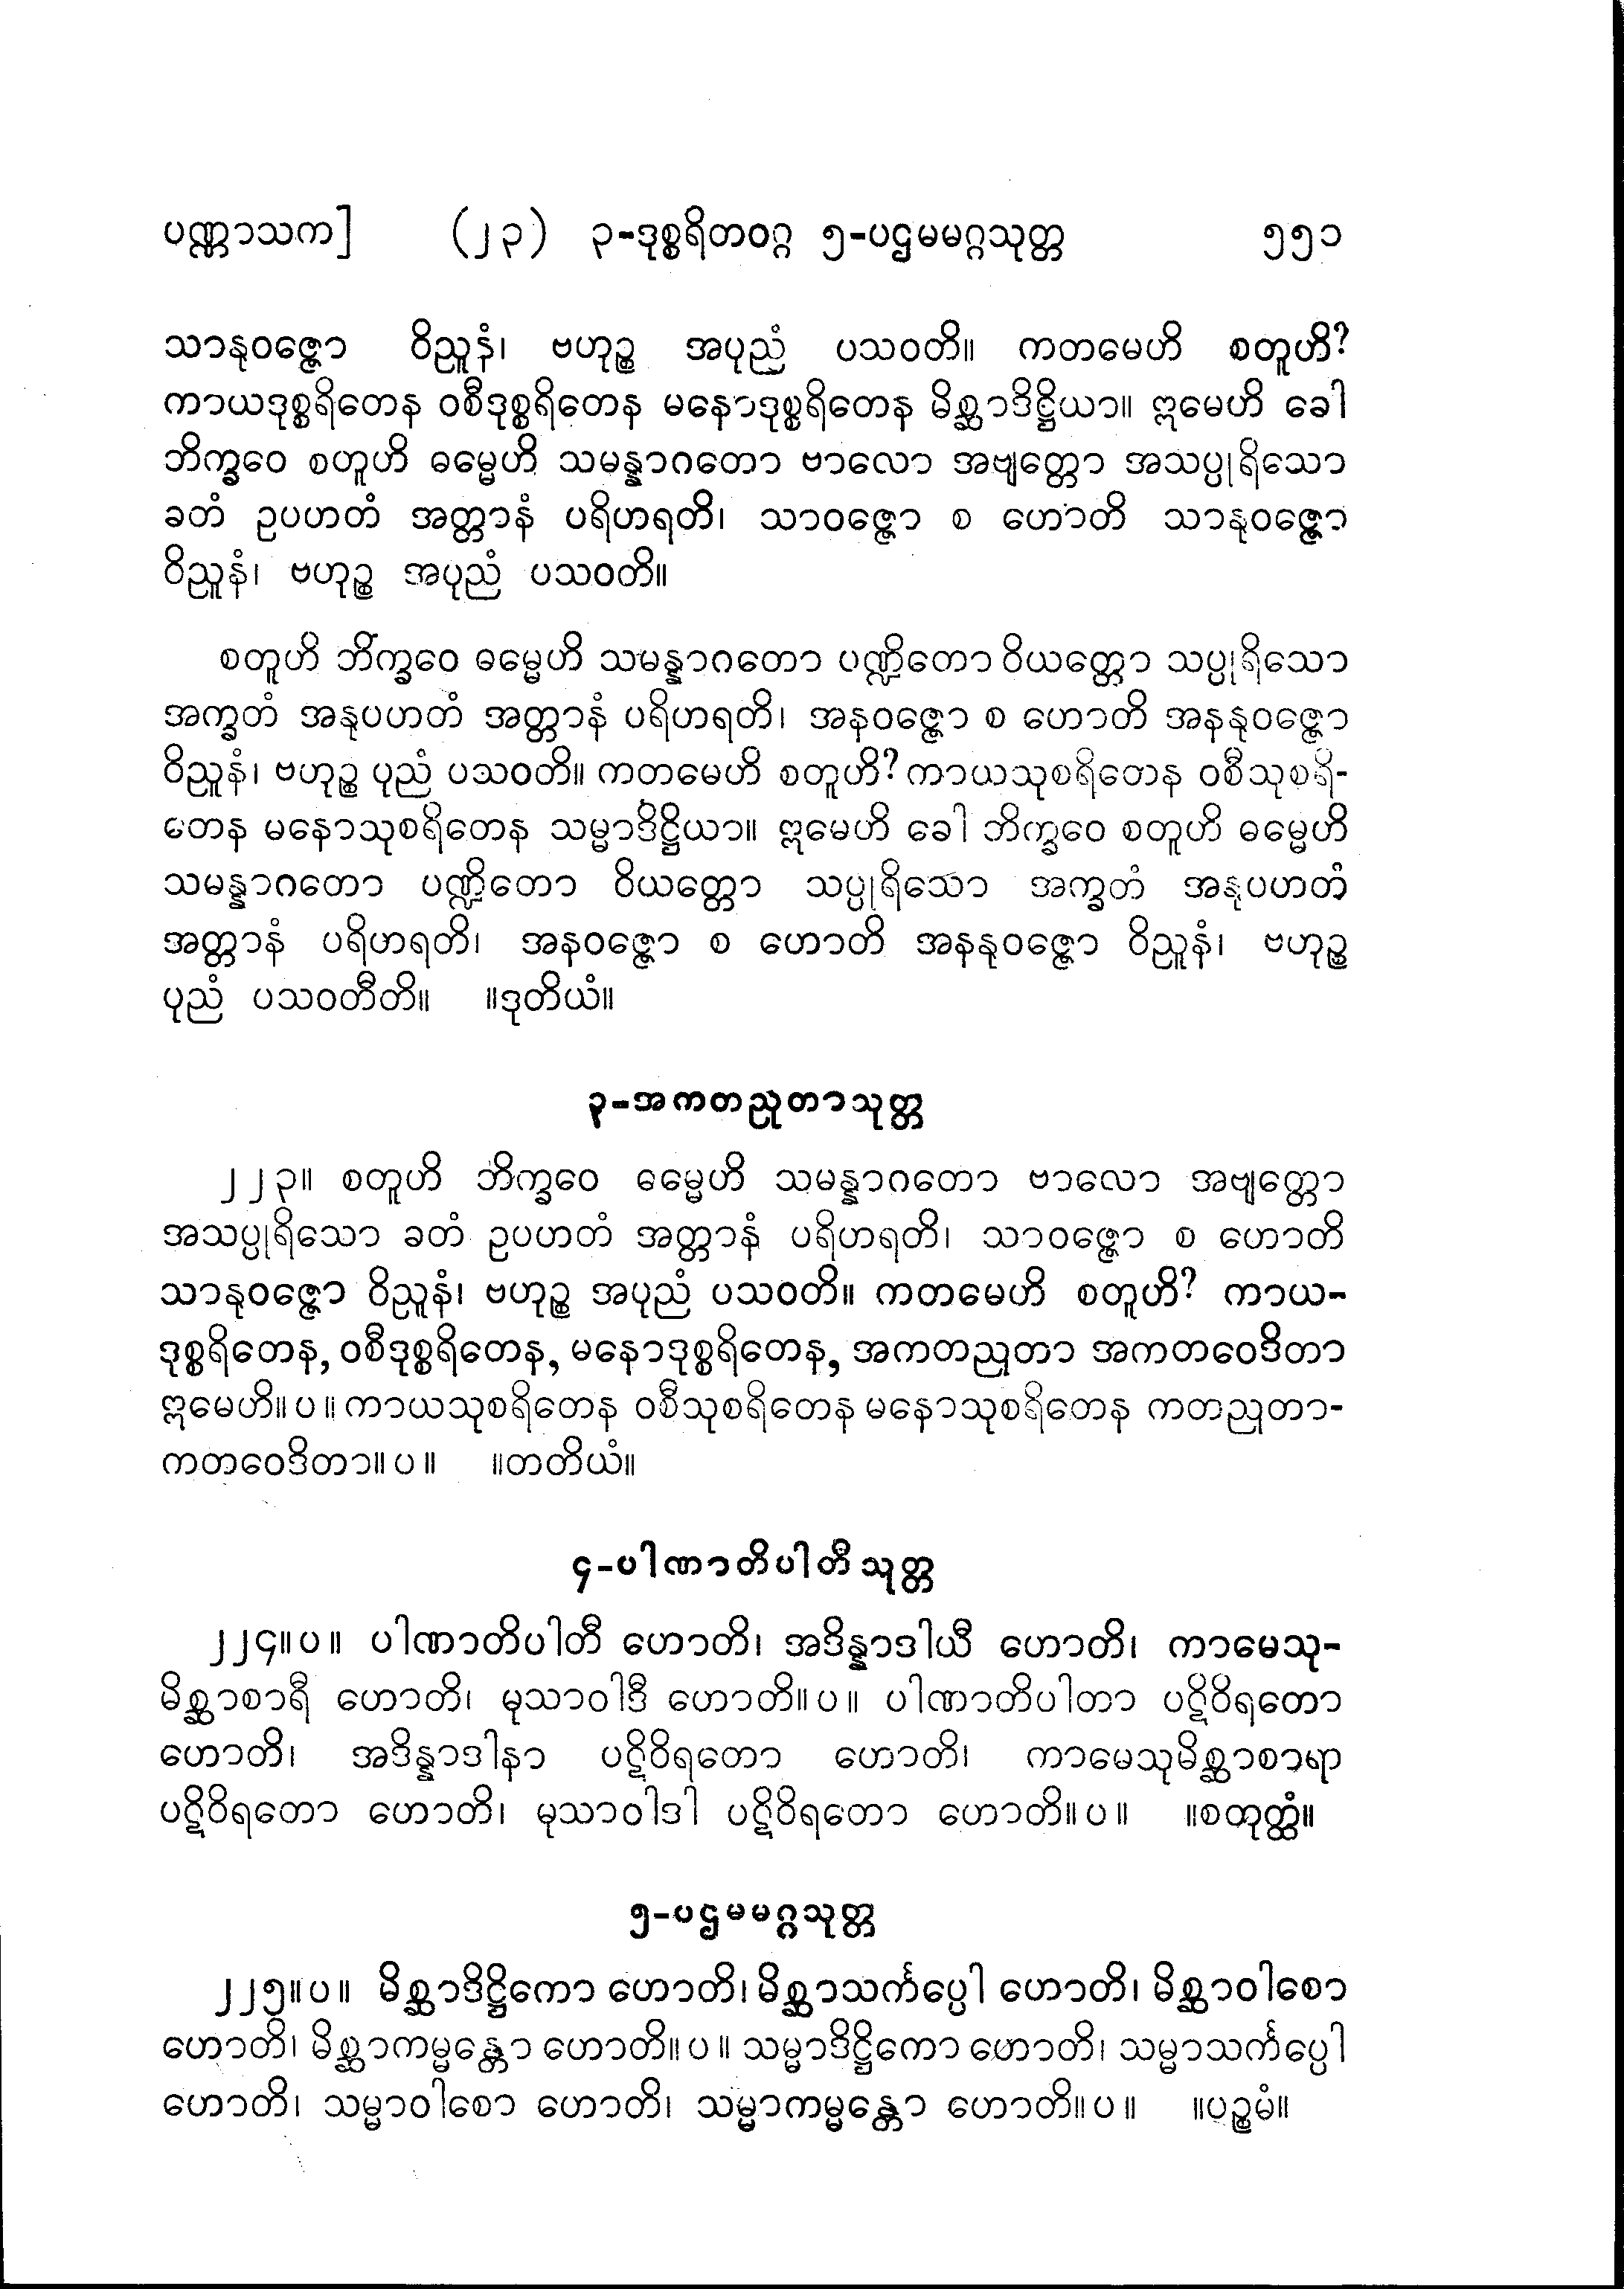 ပဏ္ဏာသက] (၂၃) ၃-ဒုစ္စရိတဝဂ္ဂ ၅-ပဌမမဂ္ဂသုတ္တ ၅၅၁
သာနုဝဇ္ဇော ဝိညူနံ၊ ဗဟုဉ္စ အပုညံ ပသဝတိ။ ကတမေဟိ စတူဟိ?
ကာယဒုစ္စရိတေန ဝစီဒုစ္စရိတေန မနောဒုစ္စရိတေန မိစ္ဆာဒိဋ္ဌိယာ။ ဣမေဟိ ခေါ
ဘိက္ခဝေ စတူဟိ ဓမ္မေဟိ သမန္နာဂတော ဗာလော အဗျတ္တော အသပ္ပုရိသော
ခတံ ဥပဟတံ အတ္တာနံ ပရိဟရတိ၊ သာဝဇ္ဇော စ ဟောတိ သာနုဝဇ္ဇော
ဝိညူနံ၊ ဗဟုဉ္စ အပုညံ ပသဝတိ။
စတူဟိ ဘိက္ခဝေ ဓမ္မေဟိ သမန္နာဂတော ပဏ္ဍိတော ဝိယတ္တော သပ္ပုရိသော
အက္ခတံ အနုပဟတံ အတ္တာနံ ပရိဟရတိ၊ အနဝဇ္ဇော စ ဟောတိ အနနုဝဇ္ဇော
ဝိညူနံ၊ ဗဟုဉ္စ ပုညံ ပသဝတိ။ ကတမေဟိ စတူဟိ? ကာယသုစရိတေန ဝစီသုစရိ-
တေန မနောသုစရိတေန သမ္မာဒိဋ္ဌိယာ။ ဣမေဟိ ခေါ ဘိက္ခဝေ စတူဟိ ဓမ္မေဟိ
သမန္နာဂတော ပဏ္ဍိတော ဝိယတ္တော သပ္ပုရိသော အက္ခတံ အနုပဟတံ
အတ္တာနံ ပရိဟရတိ၊ အနဝဇ္ဇော စ ဟောတိ အနနုဝဇ္ဇော ဝိညူနံ၊ ဗဟုဉ္စ
ပုညံ ပသဝတီတိ။ ။ဒုတိယံ။
၃-အကတညုတာသုတ္တ
၂၂၃။ စတူဟိ ဘိက္ခဝေ ဓမ္မေဟိ သမန္နာဂတော ဗာလော အဗျတ္တော
အသပ္ပုရိသော ခတံ ဥပဟတံ အတ္တာနံ ပရိဟရတိ၊ သာဝဇ္ဇော စ ဟောတိ
သာနုဝဇ္ဇော ဝိညူနံ၊ ဗဟုဉ္စ အပုညံ ပသဝတိ။ ကတမေဟိ စတူဟိ? ကာယ-
ဒုစ္စရိတေန, ဝစီဒုစ္စရိတေန, မနောဒုစ္စရိတေန, အကတညုတာ အကတဝေဒိတာ
ဣမေဟိ။ပ။ ကာယသုစရိတေန ဝစီသုစရိတေန မနောသုစရိတေန ကတညုတာ-
ကတဝေဒိတာ။ပ။ ။တတိယံ။
၄-ပါဏာတိပါတီသုတ္တ
၂၂၄။ပ။ ပါဏာတိပါတီ ဟောတိ၊ အဒိန္နာဒါယီ ဟောတိ၊ ကာမေသု-
မိစ္ဆာစာရီ ဟောတိ၊ မုသာဝါဒီ ဟောတိ။ပ။ ပါဏာတိပါတာ ပဋိဝိရတော
ဟောတိ၊ အဒိန္နာဒါနာ ပဋိဝိရတော ဟောတိ၊ ကာမေသုမိစ္ဆာစာရာ
ပဋိဝိရတော ဟောတိ၊ မုသာဝါဒါ ပဋိဝိရတော ဟောတိ။ပ။ ။စတုတ္ထံ။
၅-ပဌမမဂ္ဂသုတ္တ
၂၂၅။ပ။ မိစ္ဆာဒိဋ္ဌိကော ဟောတိ၊ မိစ္ဆာသင်္ကပ္ပေါ ဟောတိ၊ မိစ္ဆာဝါစော
ဟောတိ၊ မိစ္ဆာကမ္မန္တော ဟောတိ။ပ။ သမ္မာဒိဋ္ဌိကော ဟောတိ၊ သမ္မာသင်္ကပ္ပေါ
ဟောတိ၊ သမ္မာဝါစော ဟောတိ၊ သမ္မာကမ္မန္တော ဟောတိ။ပ။ ။ပဉ္စမံ။